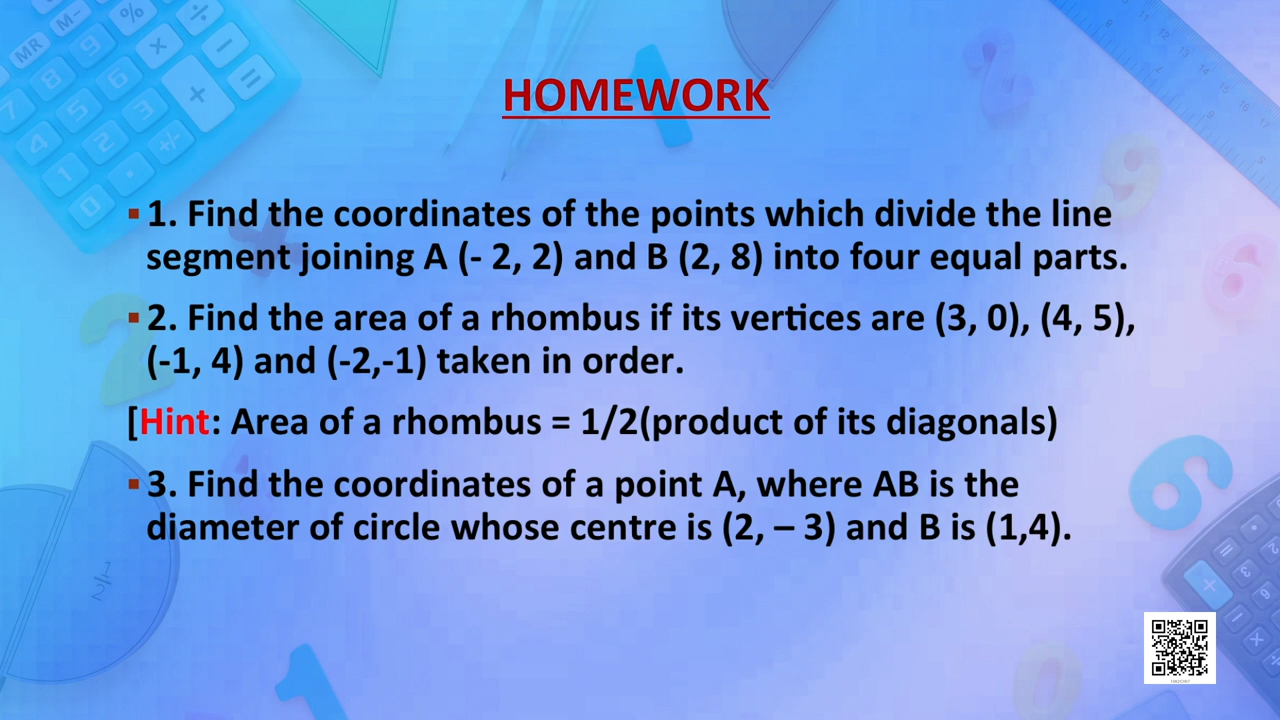 HOMEWORK
▪1. Find the coordinates of the points which divide the line
segment joining A (- 2, 2) and B (2, 8) into four equal parts.
▪2. Find the area of a rhombus if its vertices are (3, 0), (4, 5),
(-1, 4) and (-2,-1) taken in order.
[Hint: Area of a rhombus = 1/2(product of its diagonals)
▪3. Find the coordinates of a point A, where AB is the
diameter of circle whose centre is (2, – 3) and B is (1,4).